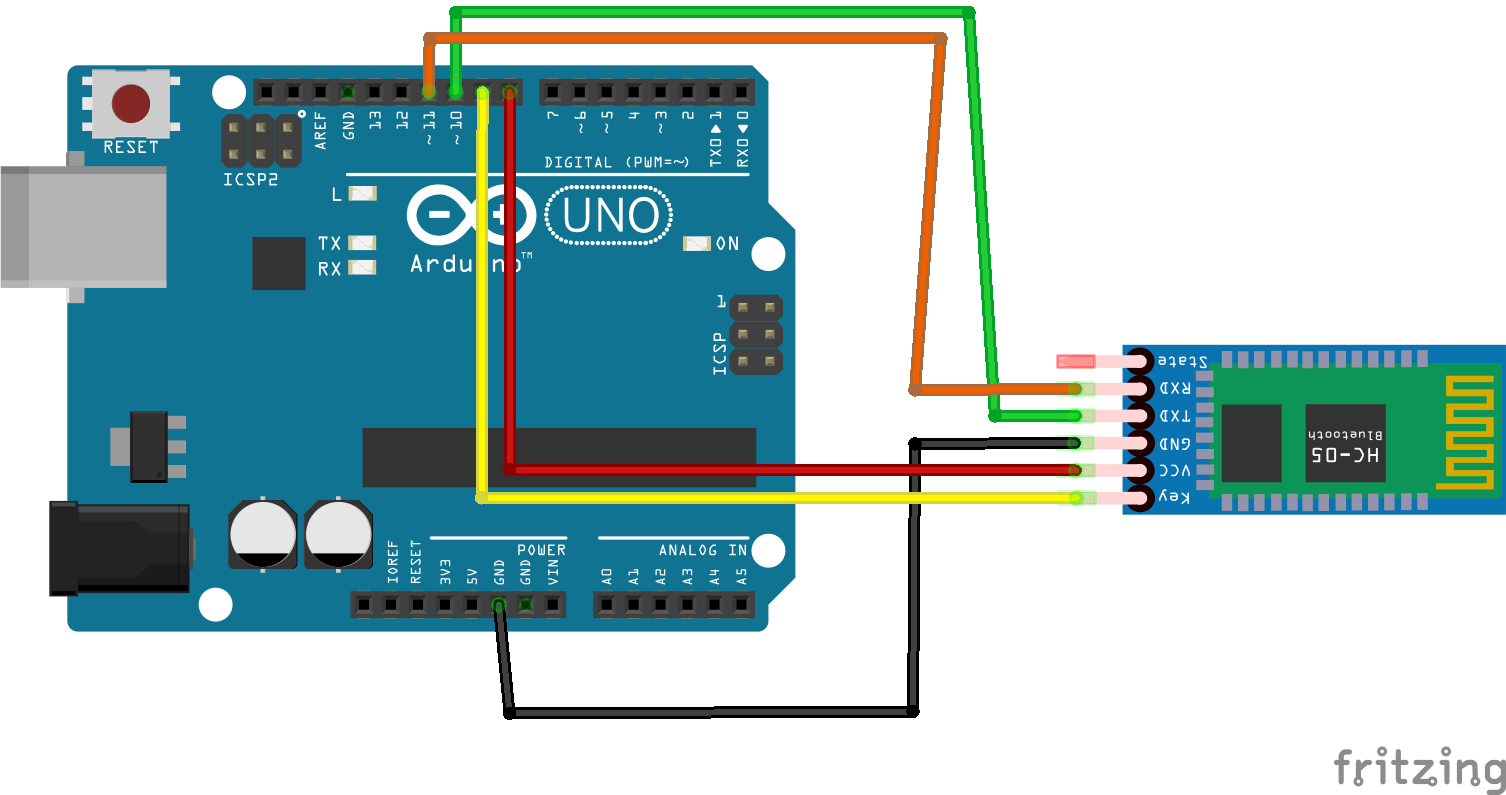 RESET
ICSP2
AREF
GND
13
12
~11
~10
7
~6
~5
4
~3
2
TX0▶1
RX0◀0
DIGITAL (PWM=~)
L
TX
RX
UNO
Arduino™
ON
1
ICSP
State
RXD
TXD
GND
VCC
Key
HC-05
Bluetooth
POWER
ANALOG IN
IOREF
RESET
3V3
5V
GND
GND
VIN
A0
A1
A2
A3
A4
A5
fritzing